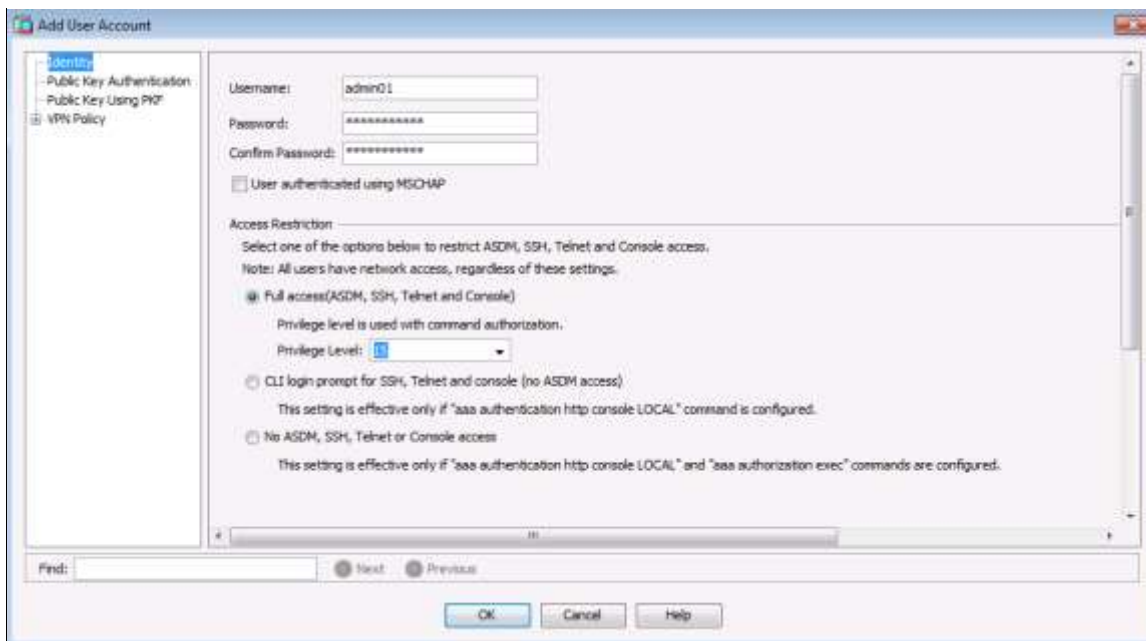 Add User Account
Identity
Public Key Authentication
Public Key Using PKF
VPN Policy
Username: admin01
Password: ***********
Confirm Password: ***********
User authenticated using MSCHAP
Access Restriction
Select one of the options below to restrict ASDM, SSH, Telnet and Console access.
Note: All users have network access, regardless of these settings.
Full access(ASDM, SSH, Telnet and Console)
Privilege level is used with command authorization.
Privilege Level: 15
CLI login prompt for SSH, Telnet and console (no ASDM access)
This setting is effective only if "aaa authentication http console LOCAL" command is configured.
No ASDM, SSH, Telnet or Console access
This setting is effective only if "aaa authentication http console LOCAL" and "aaa authorization exec" commands are configured.
Find: Next Previous
OK Cancel Help